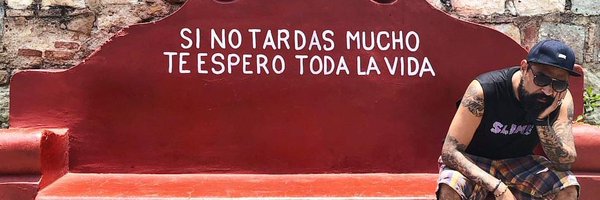 SI NO TARDAS MUCHO
TE ESPERO TODA LA VIDA